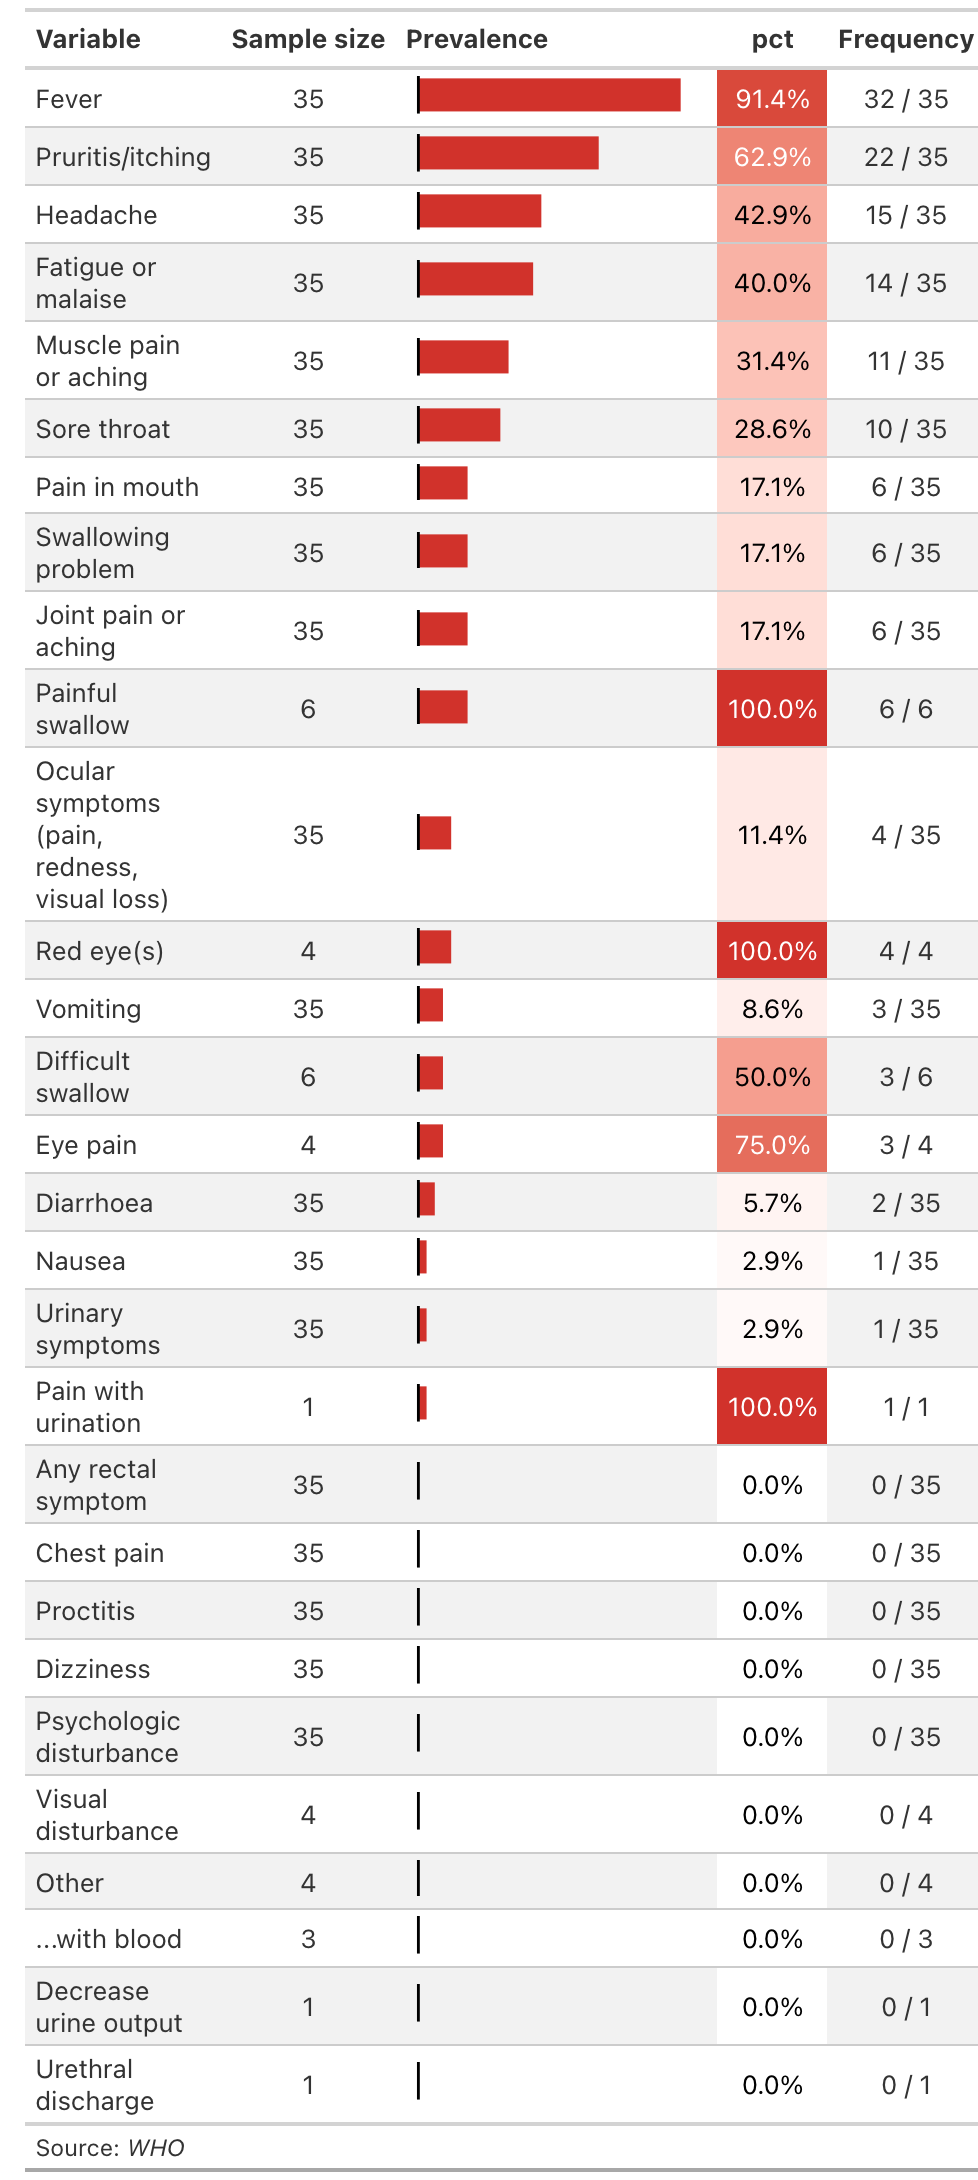 Variable Sample size Prevalence pct Frequency
Fever 35 91.4% 32 / 35
Pruritis/itching 35 62.9% 22 / 35
Headache 35 42.9% 15 / 35
Fatigue or
malaise 35 40.0% 14 / 35
Muscle pain
or aching 35 31.4% 11 / 35
Sore throat 35 28.6% 10 / 35
Pain in mouth 35 17.1% 6 / 35
Swallowing
problem 35 17.1% 6 / 35
Joint pain or
aching 35 17.1% 6 / 35
Painful
swallow 6 100.0% 6 / 6
Ocular
symptoms
(pain, 35 11.4% 4 / 35
redness,
visual loss)
Red eye(s) 4 100.0% 4 / 4
Vomiting 35 8.6% 3 / 35
Difficult
swallow 6 50.0% 3 / 6
Eye pain 4 75.0% 3 / 4
Diarrhoea 35 5.7% 2 / 35
Nausea 35 2.9% 1 / 35
Urinary
symptoms 35 2.9% 1 / 35
Pain with
urination 1 100.0% 1 / 1
Any rectal
symptom 35 0.0% 0 / 35
Chest pain 35 0.0% 0 / 35
Proctitis 35 0.0% 0 / 35
Dizziness 35 0.0% 0 / 35
Psychologic
disturbance 35 0.0% 0 / 35
Visual
disturbance 4 0.0% 0 / 4
Other 4 0.0% 0 / 4
...with blood 3 0.0% 0 / 3
Decrease
urine output 1 0.0% 0 / 1
Urethral
discharge 1 0.0% 0 / 1
Source: WHO